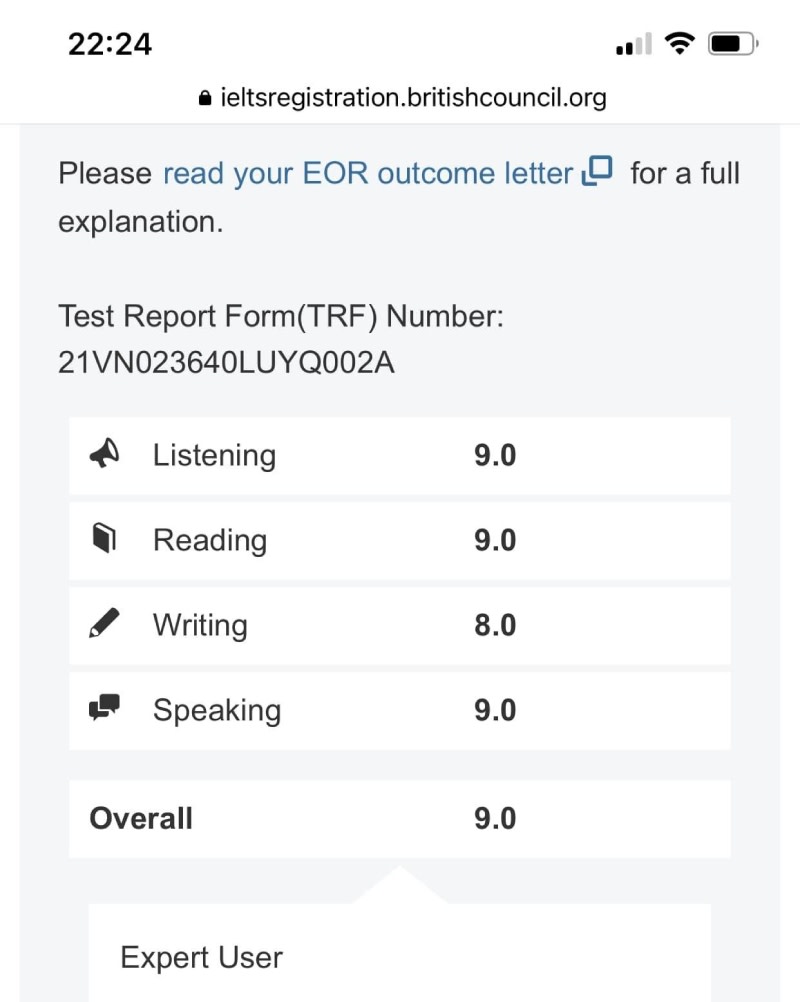 22:24
ieltsregistration.britishcouncil.org
Please read your EOR outcome letter for a full
explanation.
Test Report Form(TRF) Number:
21VN023640LUYQ002A
Listening 9.0
Reading 9.0
Writing 8.0
Speaking 9.0
Overall 9.0
Expert User